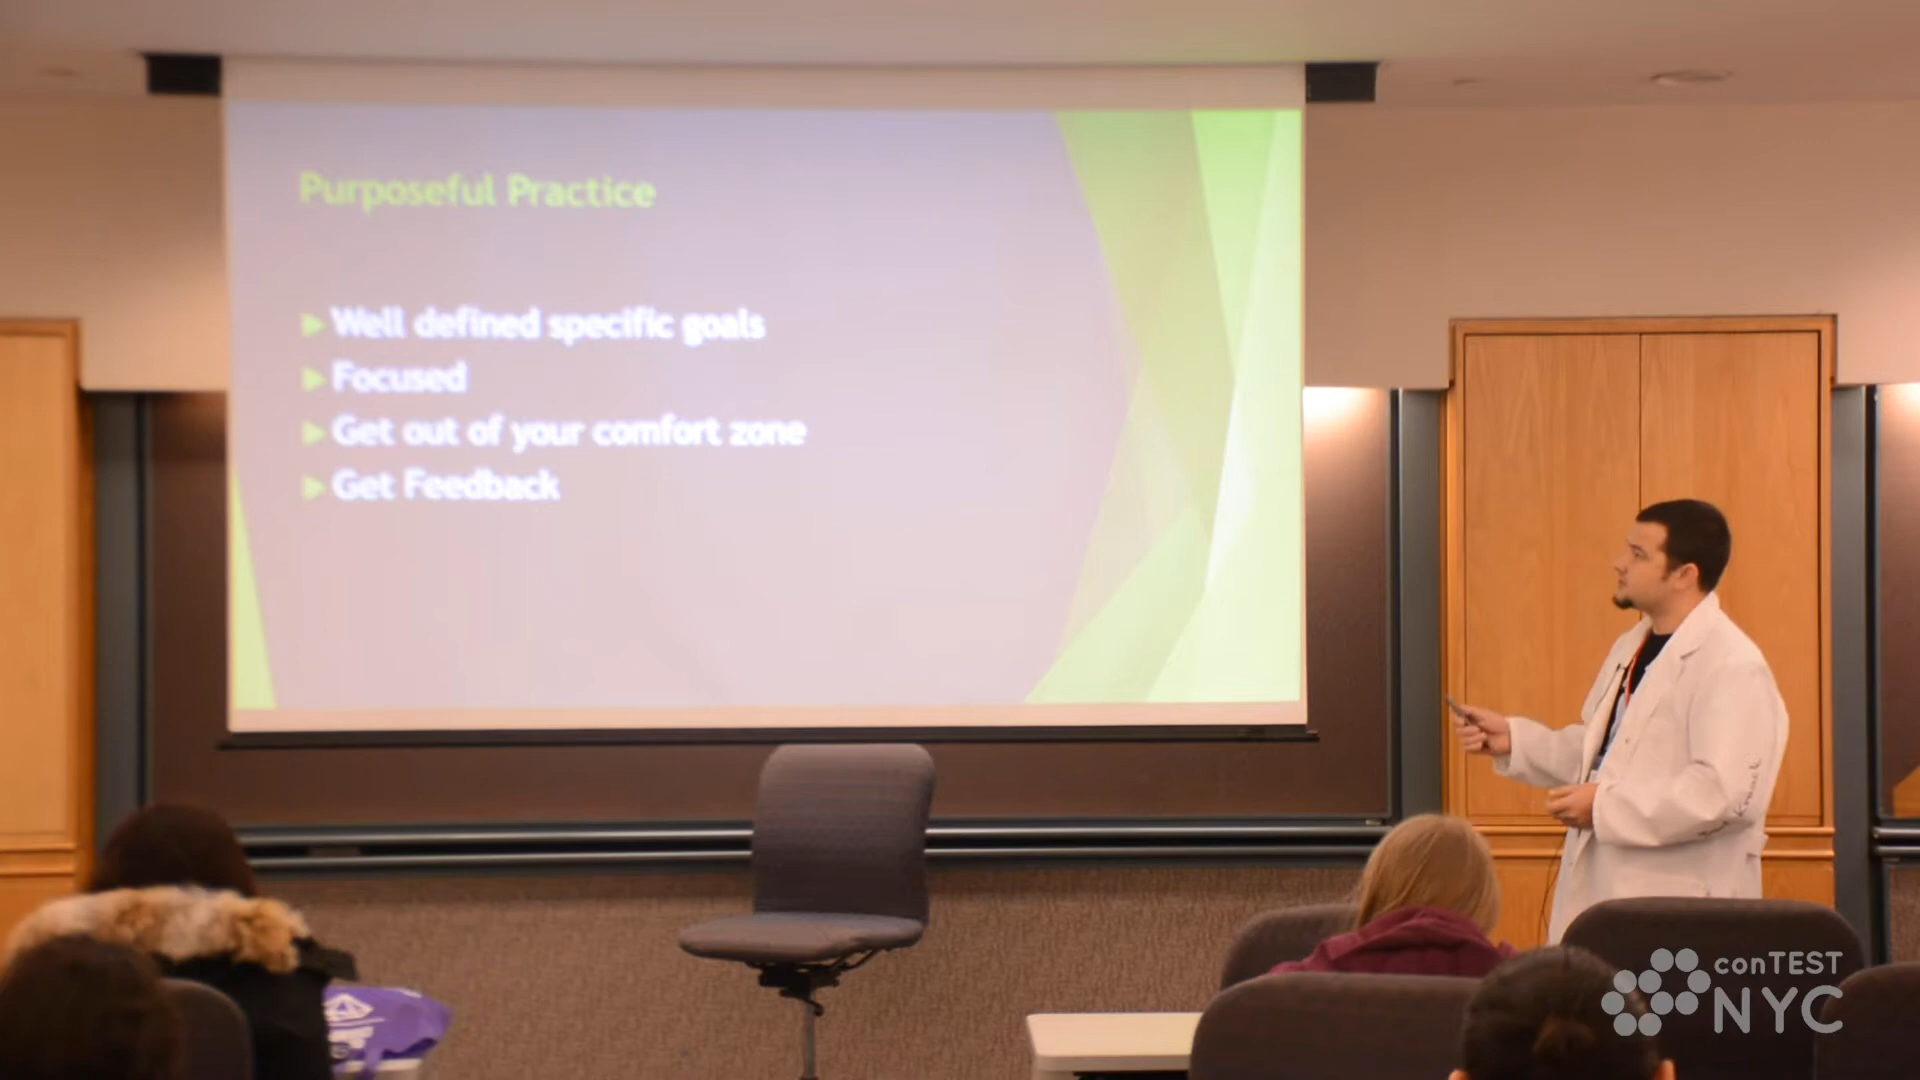 Purposeful Practice
Well defined specific goals
Focused
Get out of your comfort zone
Get Feedback
conTEST
NYC